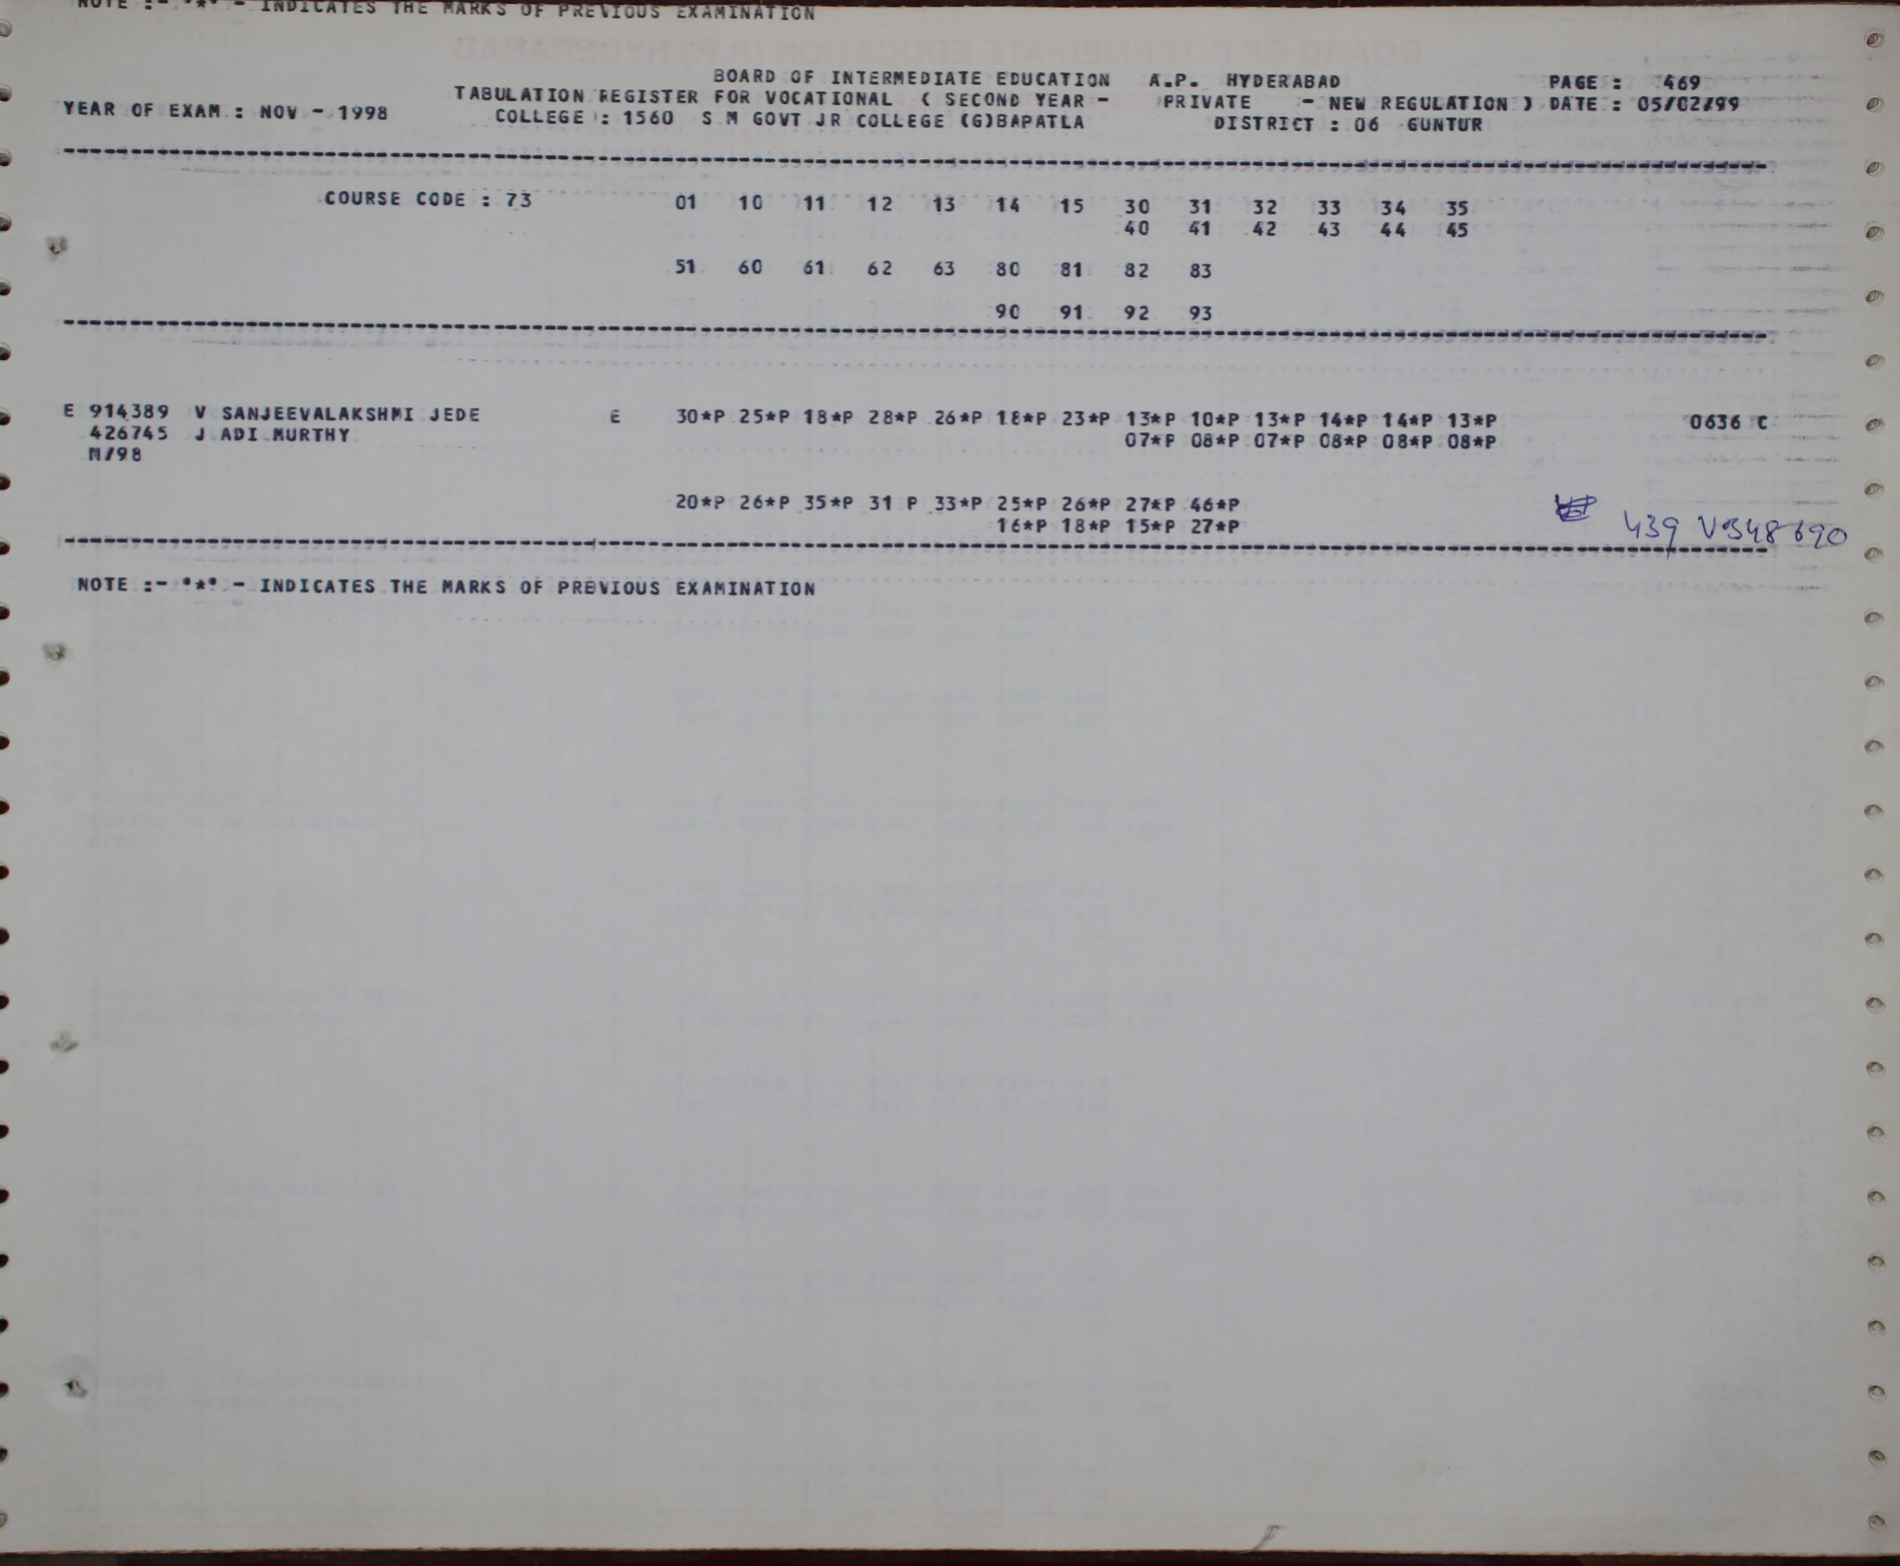 NOTE :- "*" - INDICATES THE MARKS OF PREVIOUS EXAMINATION
BOARD OF INTERMEDIATE EDUCATION A.P. HYDERABAD PAGE : 469
TABULATION REGISTER FOR VOCATIONAL ( SECOND YEAR - PRIVATE - NEW REGULATION ) DATE : 05/02/99
YEAR OF EXAM : NOV - 1998 COLLEGE : 1560 S M GOVT JR COLLEGE (G)BAPATLA DISTRICT : 06 GUNTUR
COURSE CODE : 73 01 10 11 12 13 14 15 30 31 32 33 34 35
40 41 42 43 44 45
51 60 61 62 63 80 81 82 83
90 91 92 93
E 914389 V SANJEEVALAKSHMI JEDE E 30*P 25*P 18*P 28*P 26*P 18*P 23*P 13*P 10*P 13*P 14*P 14*P 13*P 0636 C
426745 J ADI MURTHY 07*P 08*P 07*P 08*P 08*P 08*P
M/98
20*P 26*P 35*P 31 P 33*P 25*P 26*P 27*P 46*P
16*P 18*P 15*P 27*P
439
NOTE :- "*" - INDICATES THE MARKS OF PREVIOUS EXAMINATION